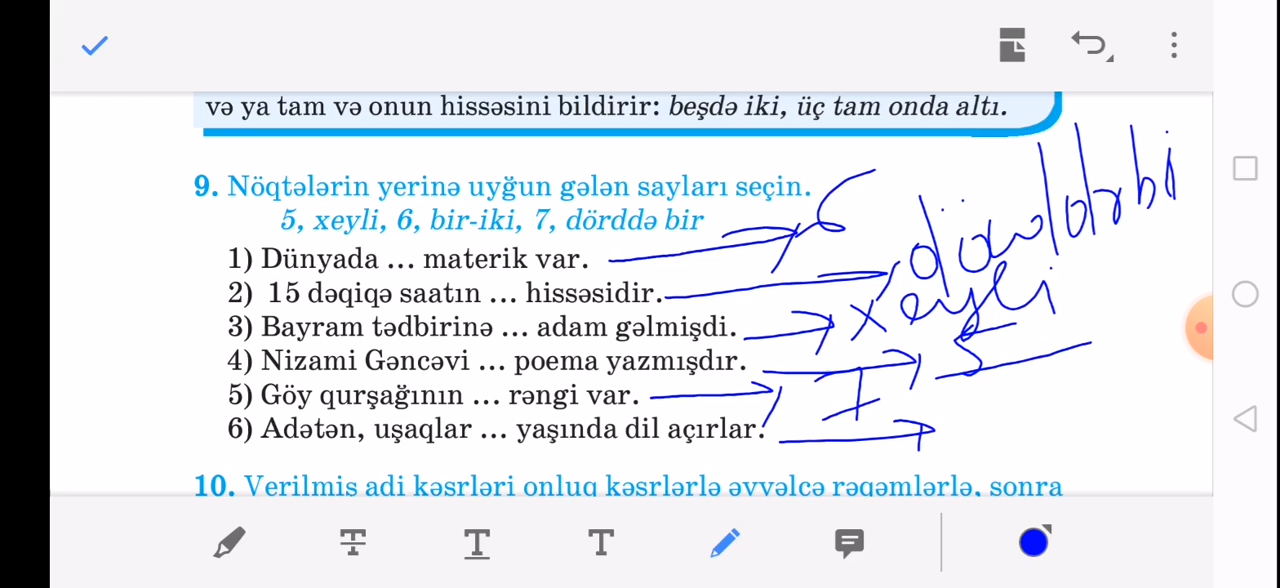 və ya tam və onun hissəsini bildirir: beşdə iki, üç tam onda altı.
9. Nöqtələrin yerinə uyğun gələn sayları seçin.
5, xeyli, 6, bir-iki, 7, dörddə bir
1) Dünyada ... materik var. 6
2) 15 dəqiqə saatın ... hissəsidir.
3) Bayram tədbirinə ... adam gəlmişdi. xeyli
4) Nizami Gəncəvi ... poema yazmışdır. 5
5) Göy qurşağının ... rəngi var. 7
6) Adətən, uşaqlar ... yaşında dil açırlar.
10. Verilmiş adi kəsrləri onluq kəsrlərlə əvvəlcə rəqəmlərlə, sonra